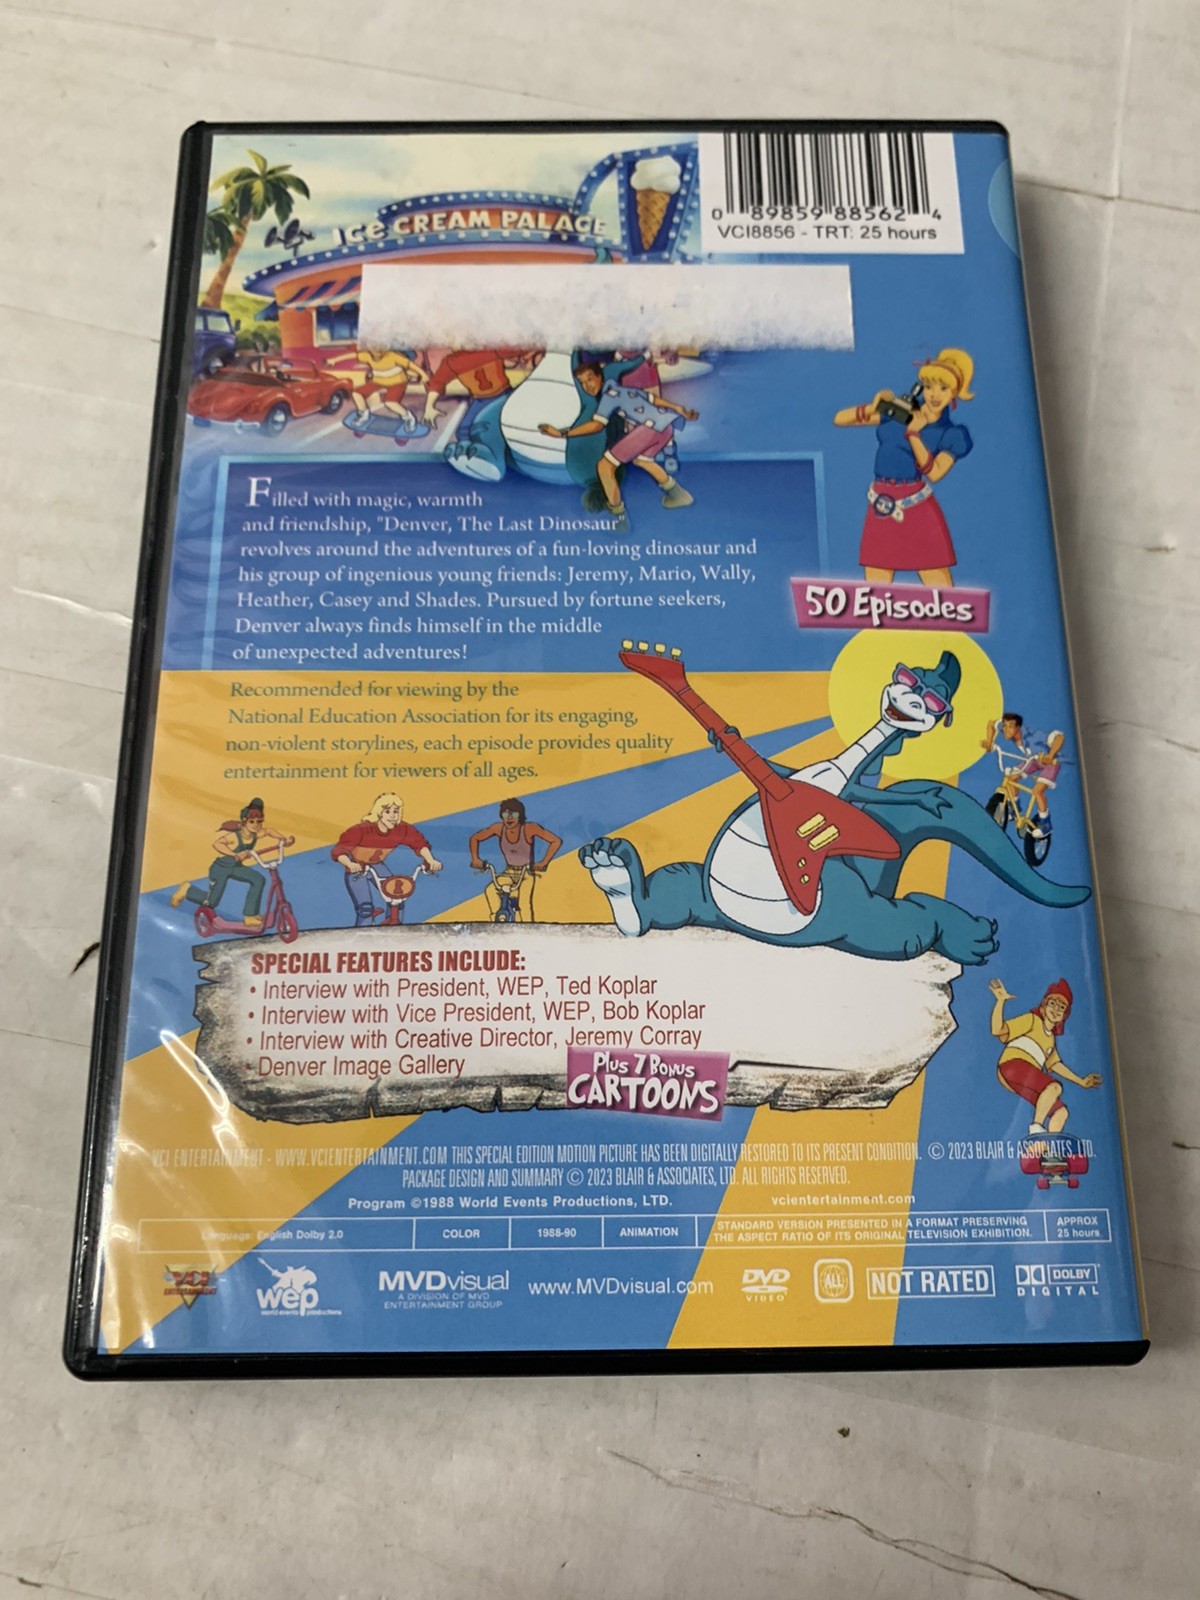 ICE CREAM PALACE
0 89859 88562 4
VCI8856 - TRT: 25 hours
Filled with magic, warmth
and friendship, "Denver, The Last Dinosaur"
revolves around the adventures of a fun-loving dinosaur and
his group of ingenious young friends: Jeremy, Mario, Wally,
Heather, Casey and Shades. Pursued by fortune seekers,
Denver always finds himself in the middle
of unexpected adventures!
50 Episodes
Recommended for viewing by the
National Education Association for its engaging,
non-violent storylines, each episode provides quality
entertainment for viewers of all ages.
SPECIAL FEATURES INCLUDE:
• Interview with President, WEP, Ted Koplar
• Interview with Vice President, WEP, Bob Koplar
• Interview with Creative Director, Jeremy Corray
• Denver Image Gallery
Plus 7 Bonus
CARTOONS
VCI ENTERTAINMENT - WWW.VCIENTERTAINMENT.COM THIS SPECIAL EDITION MOTION PICTURE HAS BEEN DIGITALLY RESTORED TO ITS PRESENT CONDITION. © 2023 BLAIR & ASSOCIATES, LTD.
PACKAGE DESIGN AND SUMMARY © 2023 BLAIR & ASSOCIATES, LTD. ALL RIGHTS RESERVED.
Program ©1988 World Events Productions, LTD.
vcientertainment.com
Language: English Dolby 2.0
COLOR
1988-90
ANIMATION
STANDARD VERSION PRESENTED IN A FORMAT PRESERVING
THE ASPECT RATIO OF ITS ORIGINAL TELEVISION EXHIBITION.
APPROX
25 hours
VCI
ENTERTAINMENT
wep
world events productions
MVDvisual
A DIVISION OF MVD
ENTERTAINMENT GROUP
www.MVDvisual.com
DVD
VIDEO
ALL
NOT RATED
DOLBY
DIGITAL